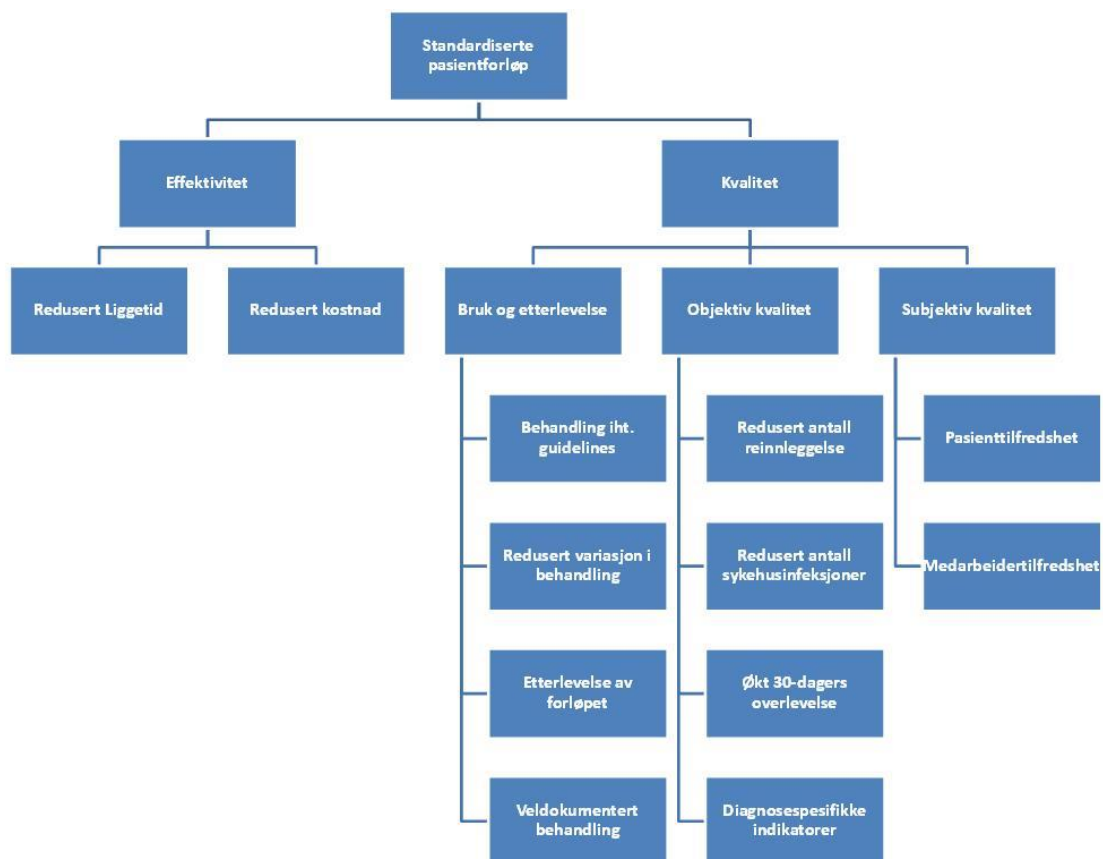 Standardiserte
pasientforløp
Effektivitet
Kvalitet
Redusert Liggetid
Redusert kostnad
Bruk og etterlevelse
Objektiv kvalitet
Subjektiv kvalitet
Behandling iht.
guidelines
Redusert antall
reinnleggelse
Pasienttilfredshet
Redusert variasjon i
behandling
Redusert antall
sykehusinfeksjoner
Medarbeidertilfredshet
Etterlevelse av
forløpet
Økt 30-dagers
overlevelse
Veldokumentert
behandling
Diagnosespesifikke
indikatorer